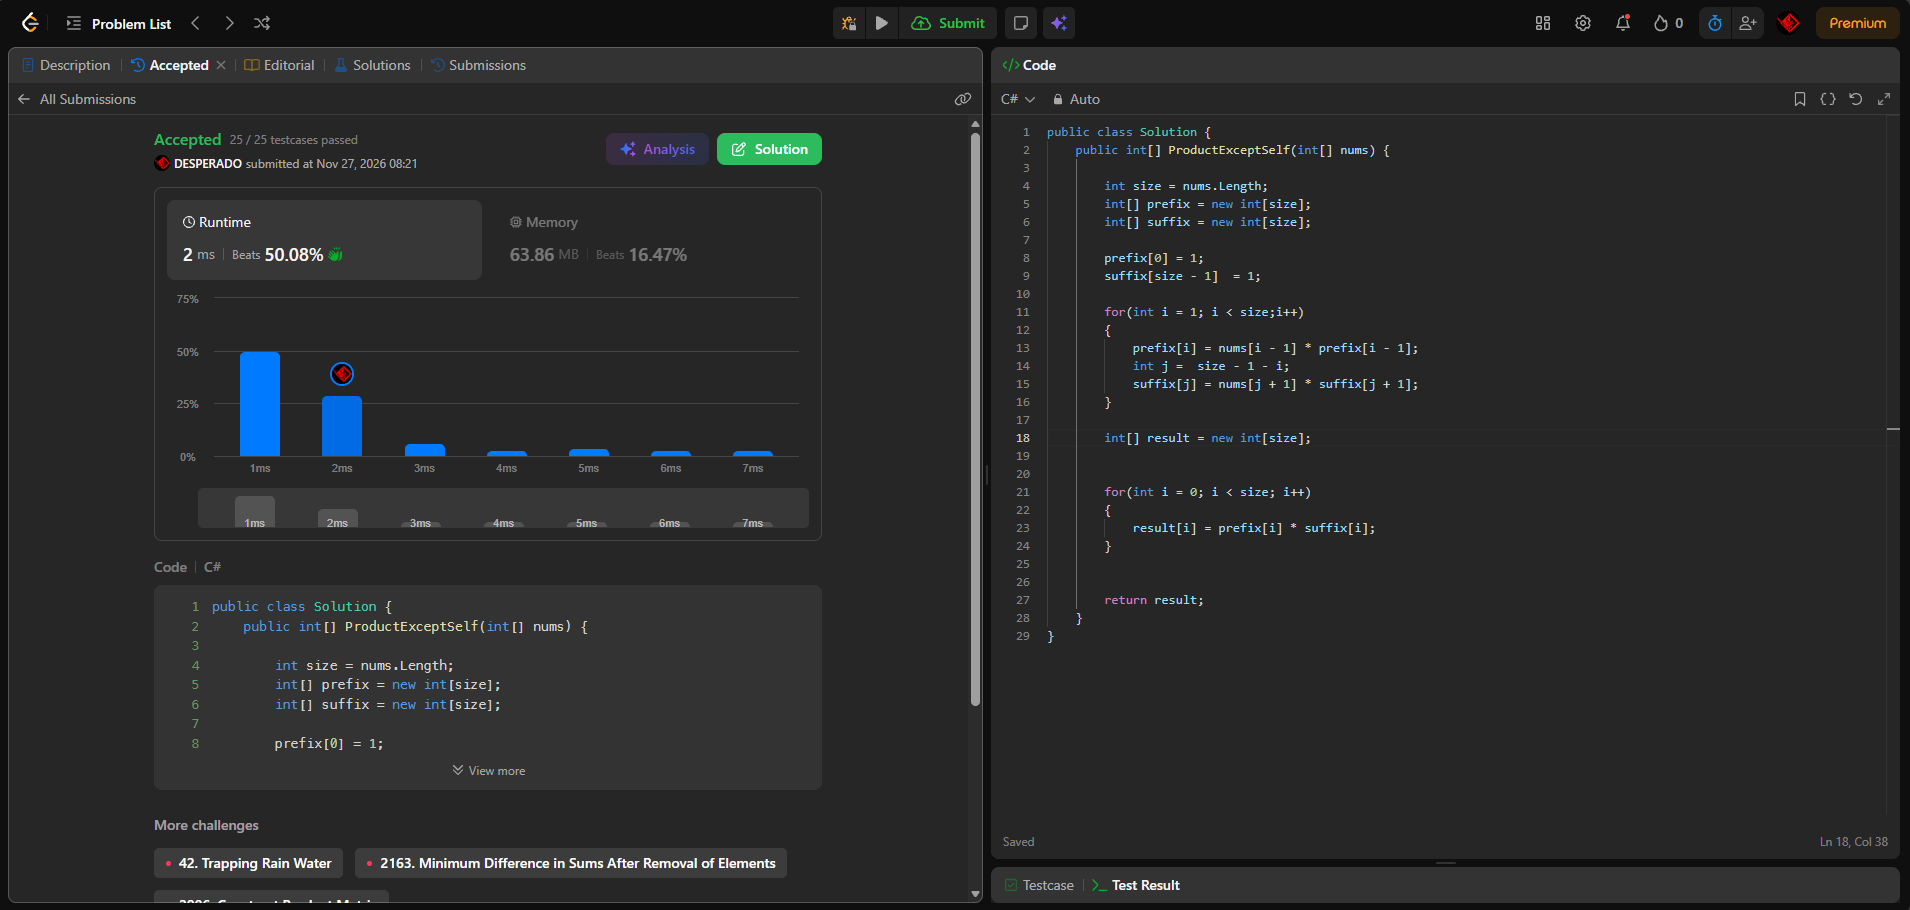 Problem List
Submit
0
Premium
Description
Accepted
Editorial
Solutions
Submissions
All Submissions
Accepted 25 / 25 testcases passed
DESPERADO submitted at Nov 27, 2026 08:21
Analysis
Solution
Runtime
2 ms Beats 50.08%
Memory
63.86 MB Beats 16.47%
75%
50%
25%
0%
1ms 2ms 3ms 4ms 5ms 6ms 7ms
1ms 2ms 3ms 4ms 5ms 6ms 7ms
Code C#
1 public class Solution {
2 public int[] ProductExceptSelf(int[] nums) {
3
4 int size = nums.Length;
5 int[] prefix = new int[size];
6 int[] suffix = new int[size];
7
8 prefix[0] = 1;
View more
More challenges
42. Trapping Rain Water
2163. Minimum Difference in Sums After Removal of Elements
</> Code
C# Auto
1 public class Solution {
2 public int[] ProductExceptSelf(int[] nums) {
3
4 int size = nums.Length;
5 int[] prefix = new int[size];
6 int[] suffix = new int[size];
7
8 prefix[0] = 1;
9 suffix[size - 1]  = 1;
10
11 for(int i = 1; i < size;i++)
12 {
13 prefix[i] = nums[i - 1] * prefix[i - 1];
14 int j =  size - 1 - i;
15 suffix[j] = nums[j + 1] * suffix[j + 1];
16 }
17
18 int[] result = new int[size];
19
20
21 for(int i = 0; i < size; i++)
22 {
23 result[i] = prefix[i] * suffix[i];
24 }
25
26
27 return result;
28 }
29 }
Saved
Ln 18, Col 38
Testcase
Test Result